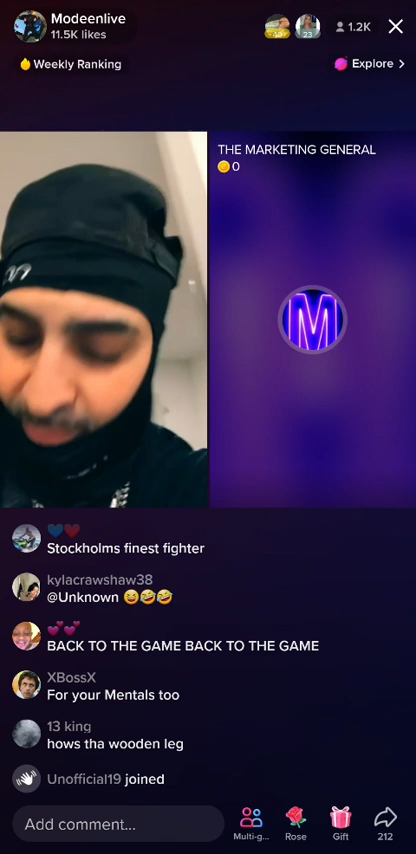 Modeenlive
11.5K likes
23
1.2K
Weekly Ranking
Explore
THE MARKETING GENERAL
0
M
Stockholms finest fighter
kylacrawshaw38
@Unknown 😆🤣🤣
💕💕
BACK TO THE GAME BACK TO THE GAME
XBossX
For your Mentals too
13 king
hows tha wooden leg
Unofficial19 joined
Add comment...
Multi-g...
Rose
Gift
212